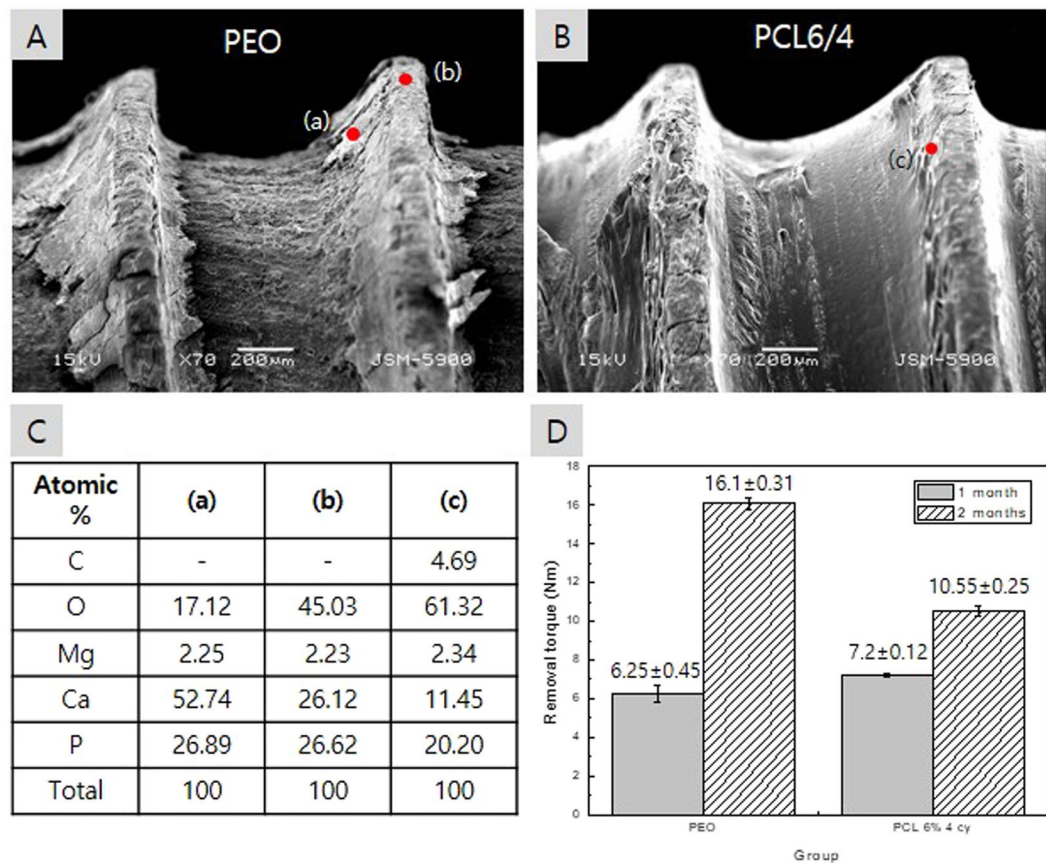 A
PEO
(a)
(b)
15kV X70 200µm JSM-5900
B
PCL6/4
(c)
15kV X70 200µm JSM-5900
C
Atomic % (a) (b) (c)
C - - 4.69
O 17.12 45.03 61.32
Mg 2.25 2.23 2.34
Ca 52.74 26.12 11.45
P 26.89 26.62 20.20
Total 100 100 100
D
Removal torque (Nm)
18
16
14
12
10
8
6
4
2
0
1 month
2 months
6.25±0.45
16.1±0.31
7.2±0.12
10.55±0.25
PEO
PCL 6% 4 cy
Group